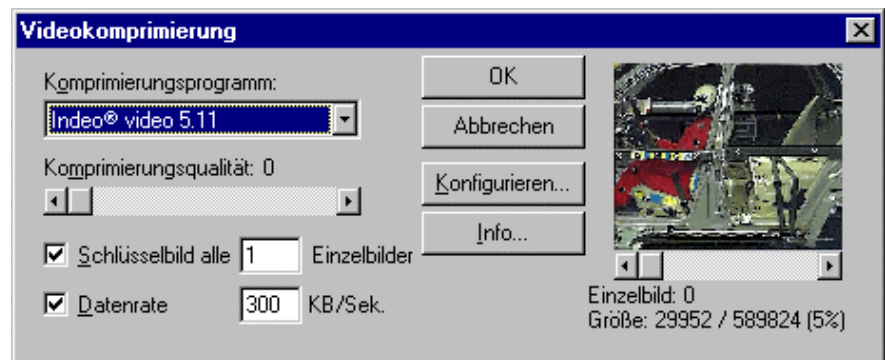 Videokomprimierung
Komprimierungsprogramm:
Indeo® video 5.11
Komprimierungsqualität: 0
Schlüsselbild alle 1 Einzelbilder
Datenrate 300 KB/Sek.
OK
Abbrechen
Konfigurieren...
Info...
Einzelbild: 0
Größe: 29952 / 589824 (5%)